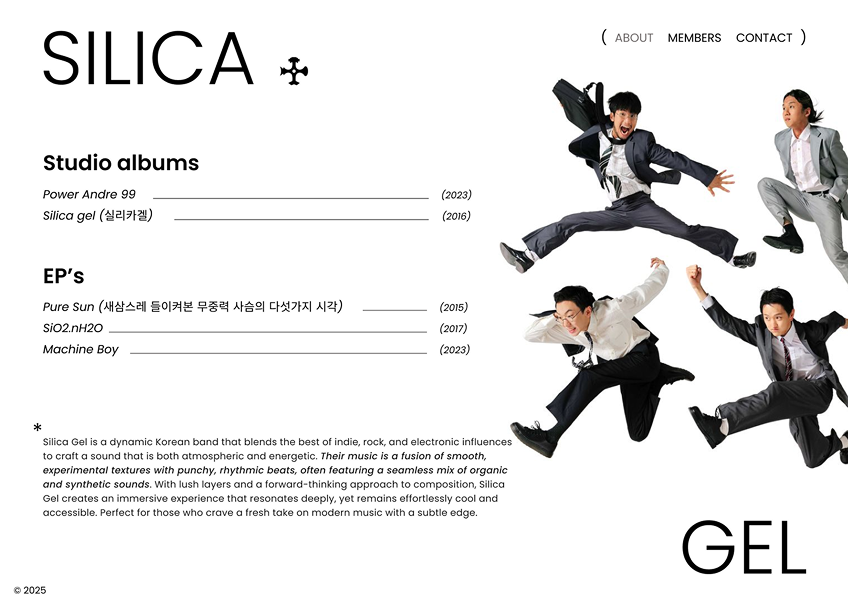 SILICA
( ABOUT MEMBERS CONTACT )
Studio albums
Power Andre 99 (2023)
Silica gel (실리카겔) (2016)
EP’s
Pure Sun (새삼스레 들이켜본 무중력 사슴의 다섯가지 시각) (2015)
SiO2.nH2O (2017)
Machine Boy (2023)
*
Silica Gel is a dynamic Korean band that blends the best of indie, rock, and electronic influences
to craft a sound that is both atmospheric and energetic. Their music is a fusion of smooth,
experimental textures with punchy, rhythmic beats, often featuring a seamless mix of organic
and synthetic sounds. With lush layers and a forward-thinking approach to composition, Silica
Gel creates an immersive experience that resonates deeply, yet remains effortlessly cool and
accessible. Perfect for those who crave a fresh take on modern music with a subtle edge.
GEL
© 2025